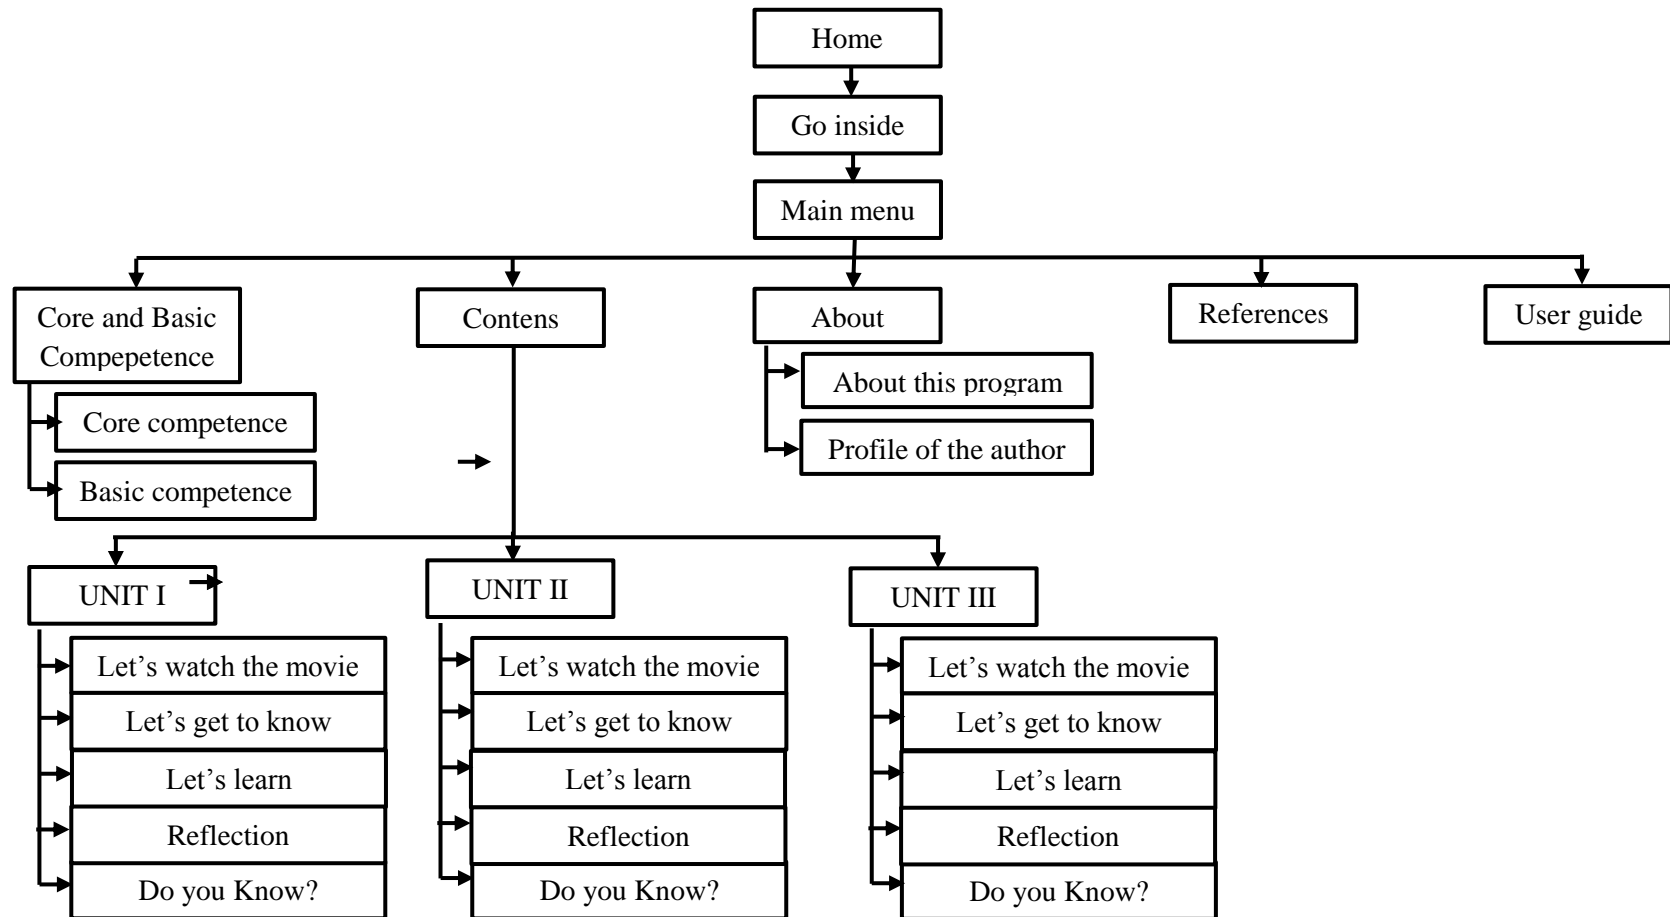 Home
Go inside
Main menu
Core and Basic
Compepetence
Contens
About
References
User guide
Core competence
Basic competence
About this program
Profile of the author
UNIT I
Let’s watch the movie
Let’s get to know
Let’s learn
Reflection
Do you Know?
UNIT II
Let’s watch the movie
Let’s get to know
Let’s learn
Reflection
Do you Know?
UNIT III
Let’s watch the movie
Let’s get to know
Let’s learn
Reflection
Do you Know?